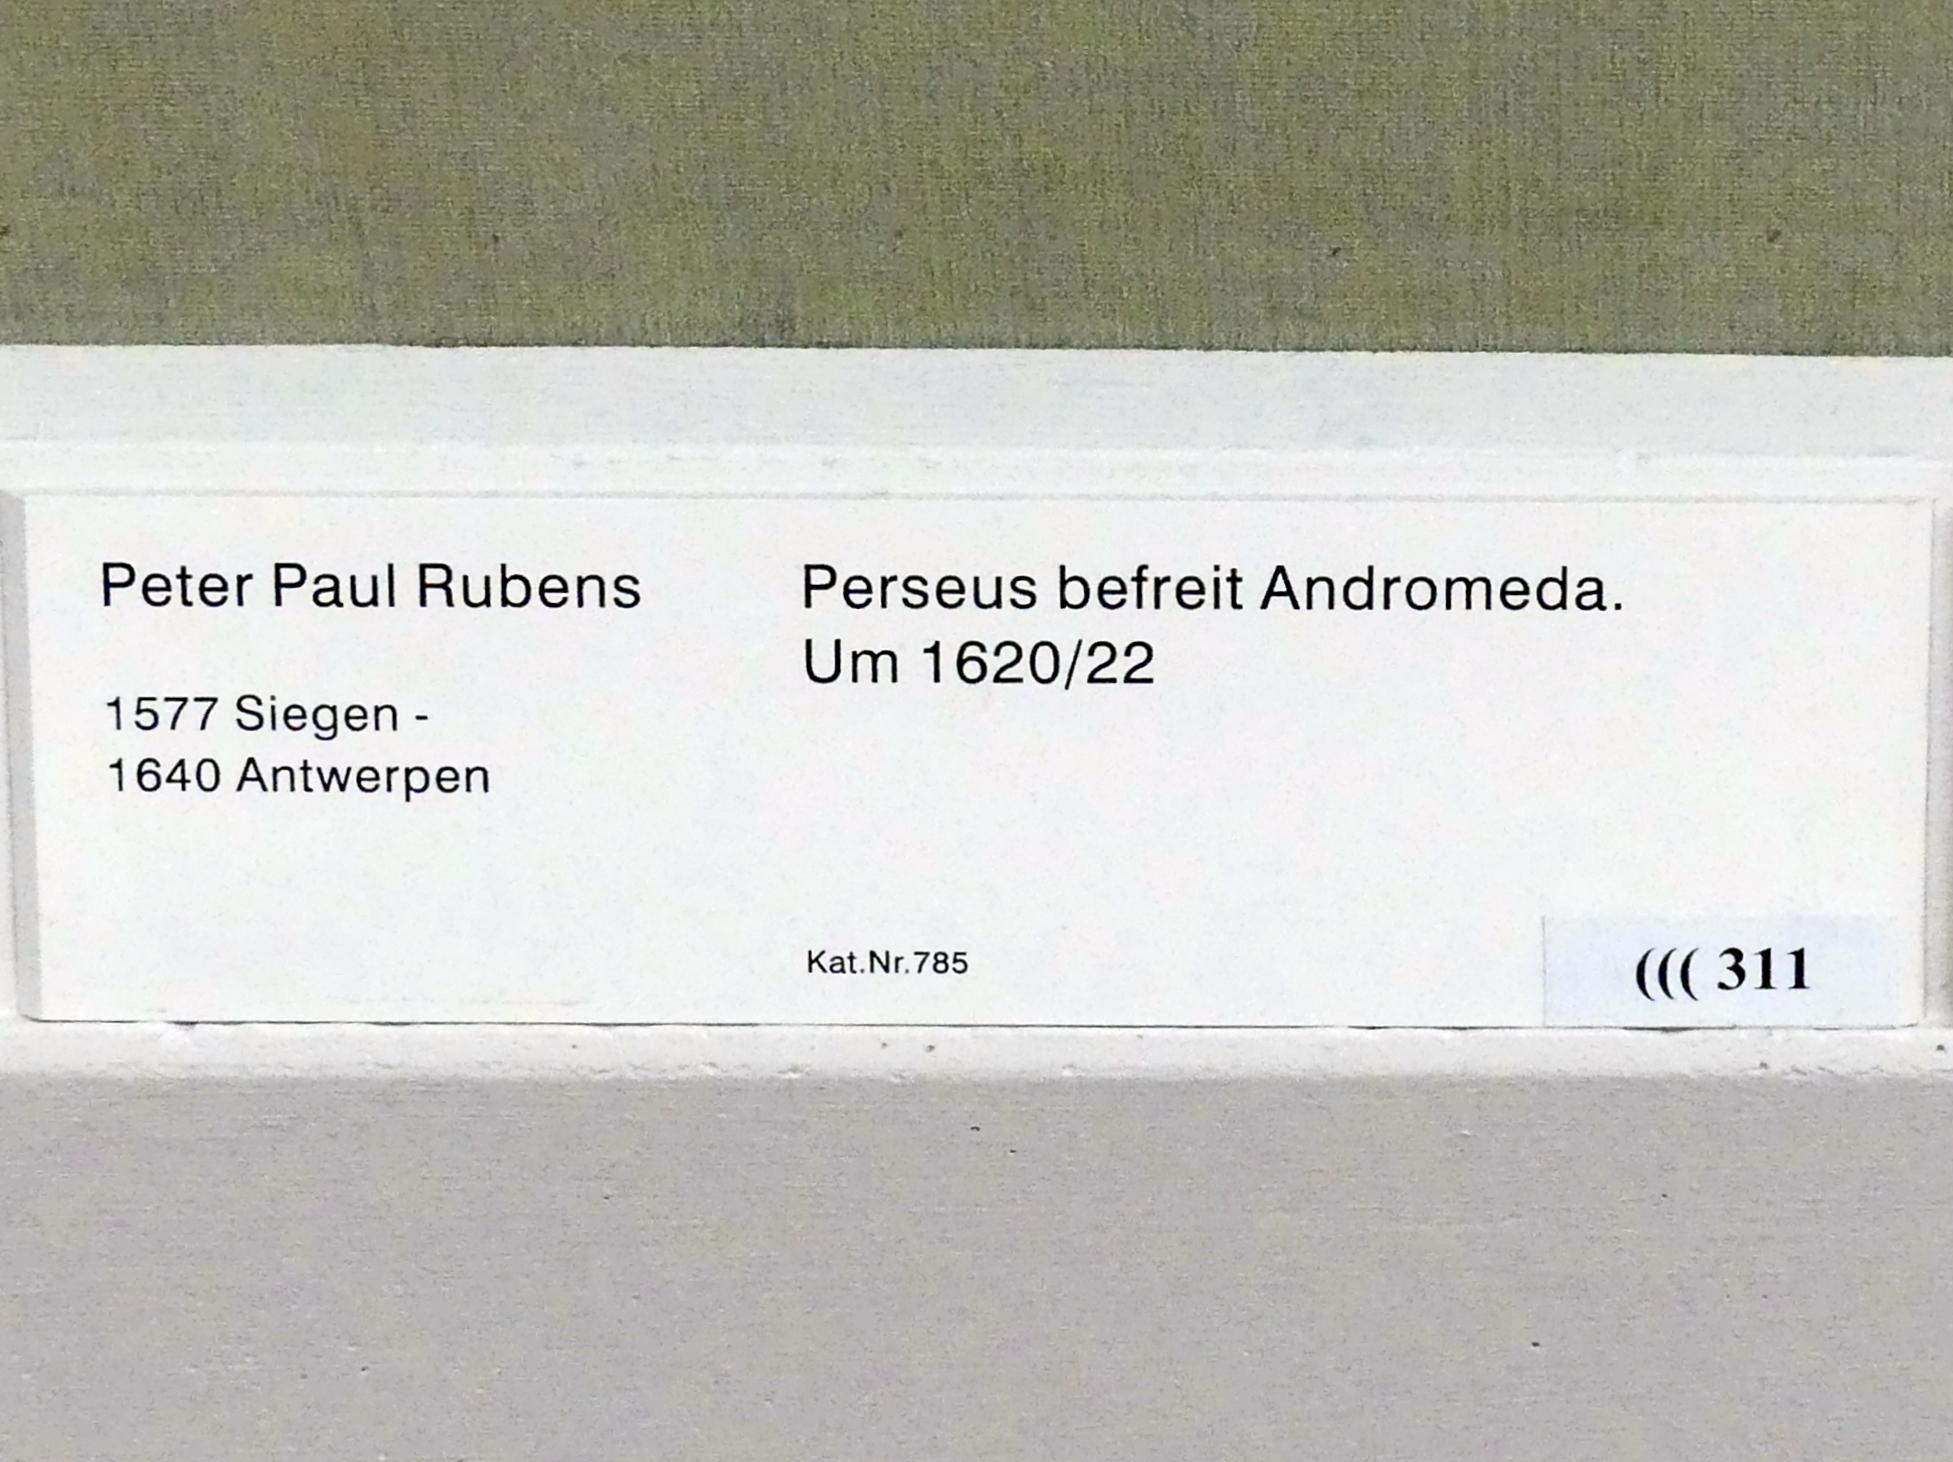 Peter Paul Rubens
1577 Siegen -
1640 Antwerpen
Perseus befreit Andromeda.
Um 1620/22
Kat.Nr.785
((( 311